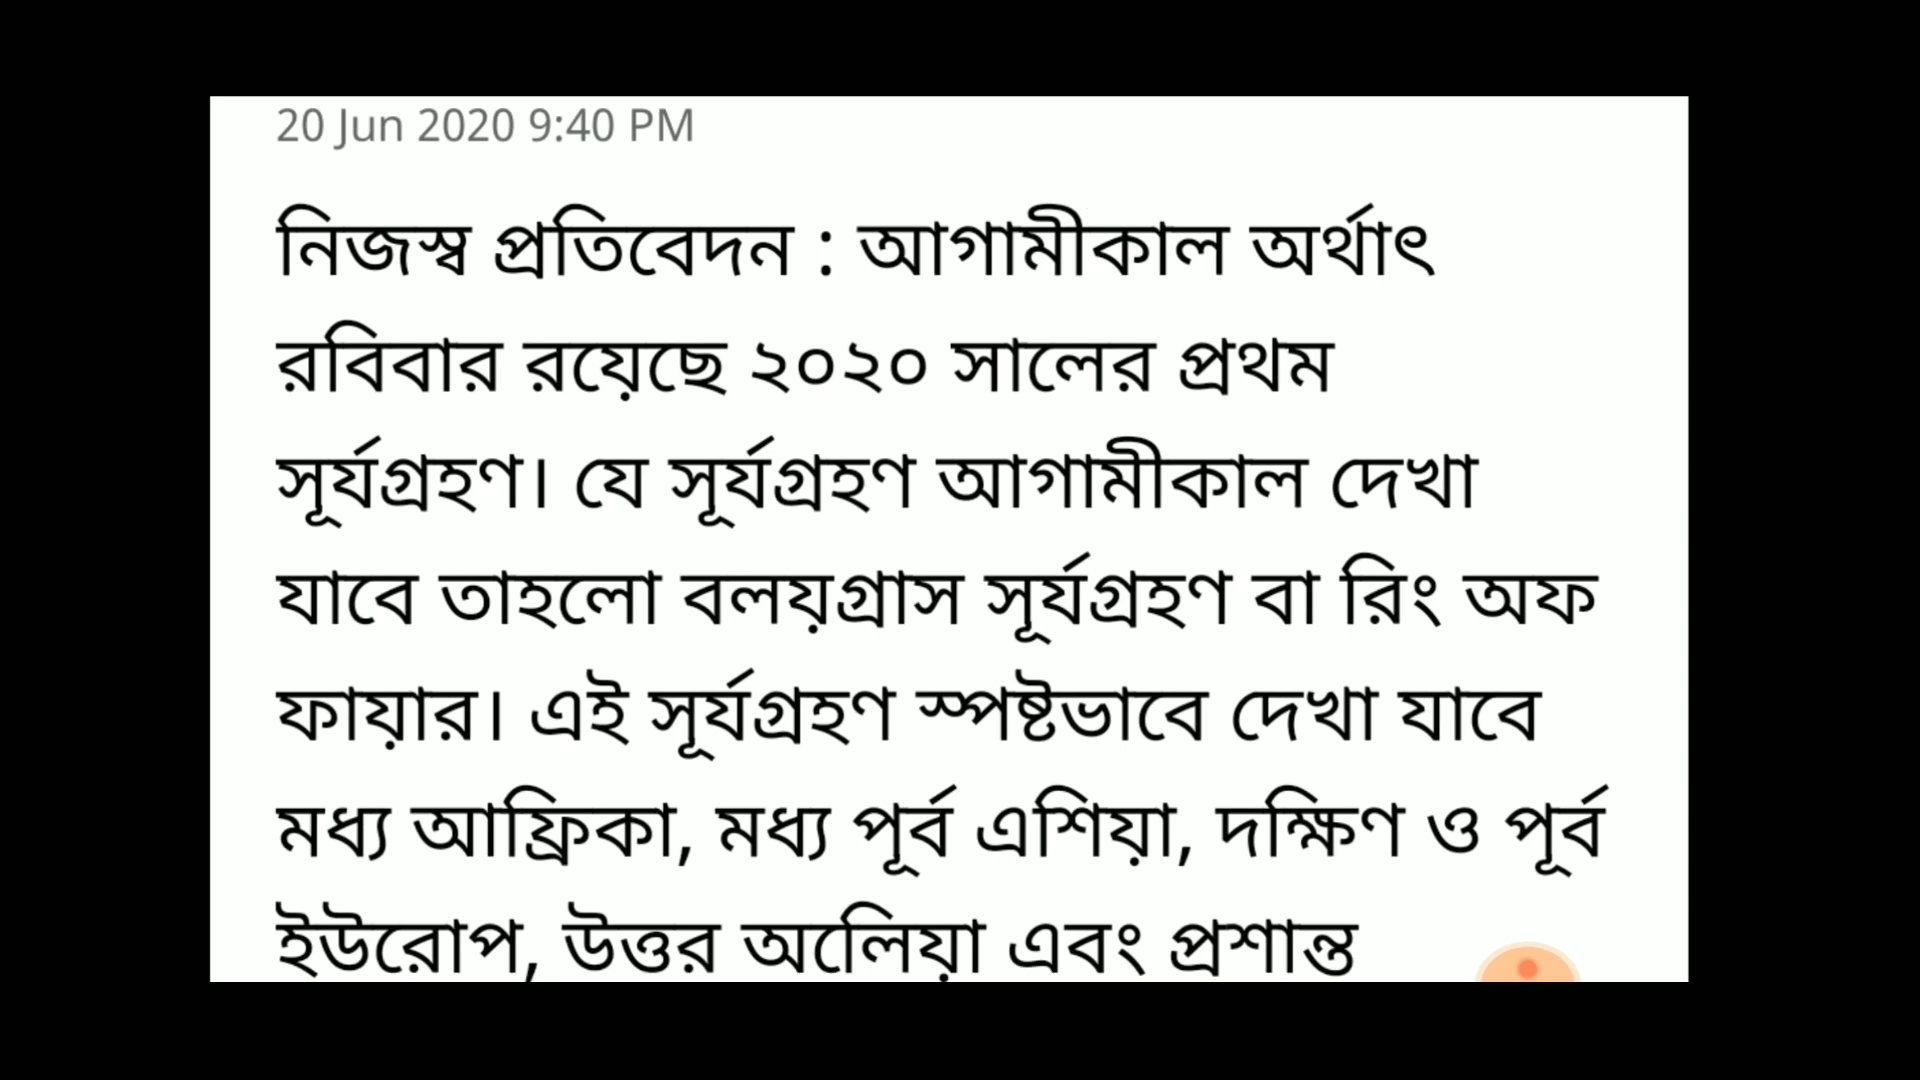 20 Jun 2020 9:40 PM
নিজস্ব প্রতিবেদন : আগামীকাল অর্থাৎ
রবিবার রয়েছে ২০২০ সালের প্রথম
সূর্যগ্রহণ। যে সূর্যগ্রহণ আগামীকাল দেখা
যাবে তাহলো বলয়গ্রাস সূর্যগ্রহণ বা রিং অফ
ফায়ার। এই সূর্যগ্রহণ স্পষ্টভাবে দেখা যাবে
মধ্য আফ্রিকা, মধ্য পূর্ব এশিয়া, দক্ষিণ ও পূর্ব
ইউরোপ, উত্তর অলেিয়া এবং প্রশান্ত